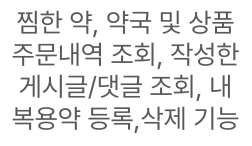 찜한 약, 약국 및 상품
주문내역 조회, 작성한
게시글/댓글 조회, 내
복용약 등록,삭제 기능